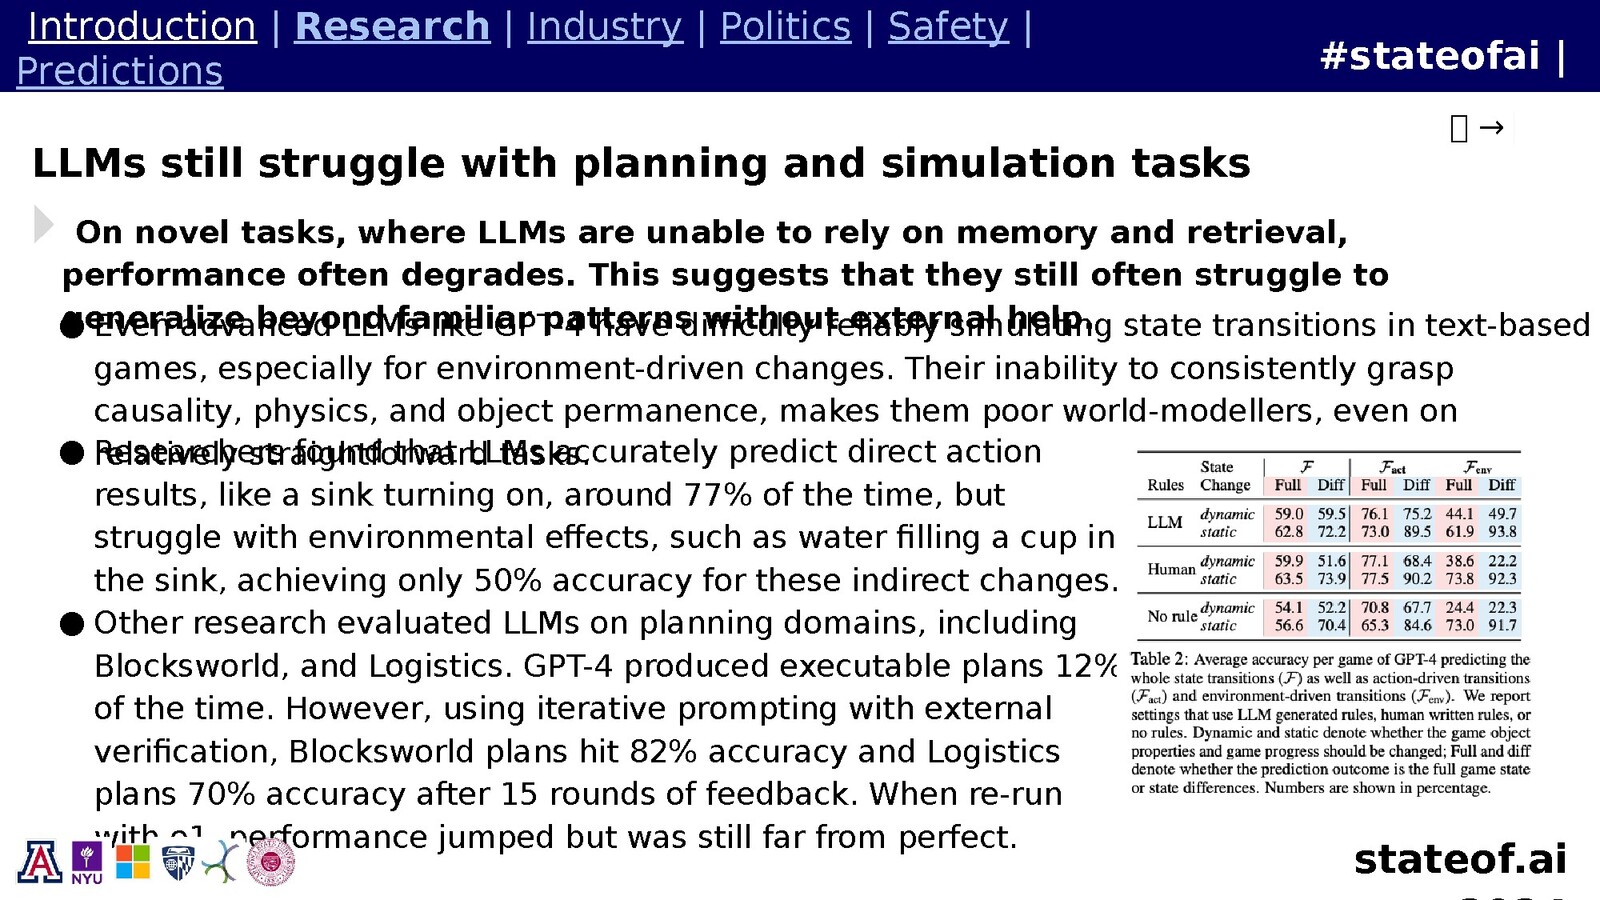 Introduction | Research | Industry | Politics | Safety |
Predictions
#stateofai |
→
LLMs still struggle with planning and simulation tasks
On novel tasks, where LLMs are unable to rely on memory and retrieval,
performance often degrades. This suggests that they still often struggle to
generalize beyond familiar patterns without external help.
● Even advanced LLMs like GPT-4 have difficulty reliably simulating state transitions in text-based
games, especially for environment-driven changes. Their inability to consistently grasp
causality, physics, and object permanence, makes them poor world-modellers, even on
relatively straightforward tasks.
● Researchers found that LLMs accurately predict direct action
results, like a sink turning on, around 77% of the time, but
struggle with environmental effects, such as water filling a cup in
the sink, achieving only 50% accuracy for these indirect changes.
● Other research evaluated LLMs on planning domains, including
Blocksworld, and Logistics. GPT-4 produced executable plans 12%
of the time. However, using iterative prompting with external
verification, Blocksworld plans hit 82% accuracy and Logistics
plans 70% accuracy after 15 rounds of feedback. When re-run
with o1, performance jumped but was still far from perfect.
State F Fact Fenv
Rules Change Full Diff Full Diff Full Diff
LLM dynamic 59.0 59.5 76.1 75.2 44.1 49.7
static 62.8 72.2 73.0 89.5 61.9 93.8
Human dynamic 59.9 51.6 77.1 68.4 38.6 22.2
static 63.5 73.9 77.5 90.2 73.8 92.3
No rule dynamic 54.1 52.2 70.8 67.7 24.4 22.3
static 56.6 70.4 65.3 84.6 73.0 91.7
Table 2: Average accuracy per game of GPT-4 predicting the
whole state transitions (F) as well as action-driven transitions
(Fact) and environment-driven transitions (Fenv). We report
settings that use LLM generated rules, human written rules, or
no rules. Dynamic and static denote whether the game object
properties and game progress should be changed; Full and diff
denote whether the prediction outcome is the full game state
or state differences. Numbers are shown in percentage.
A
NYU
stateof.ai